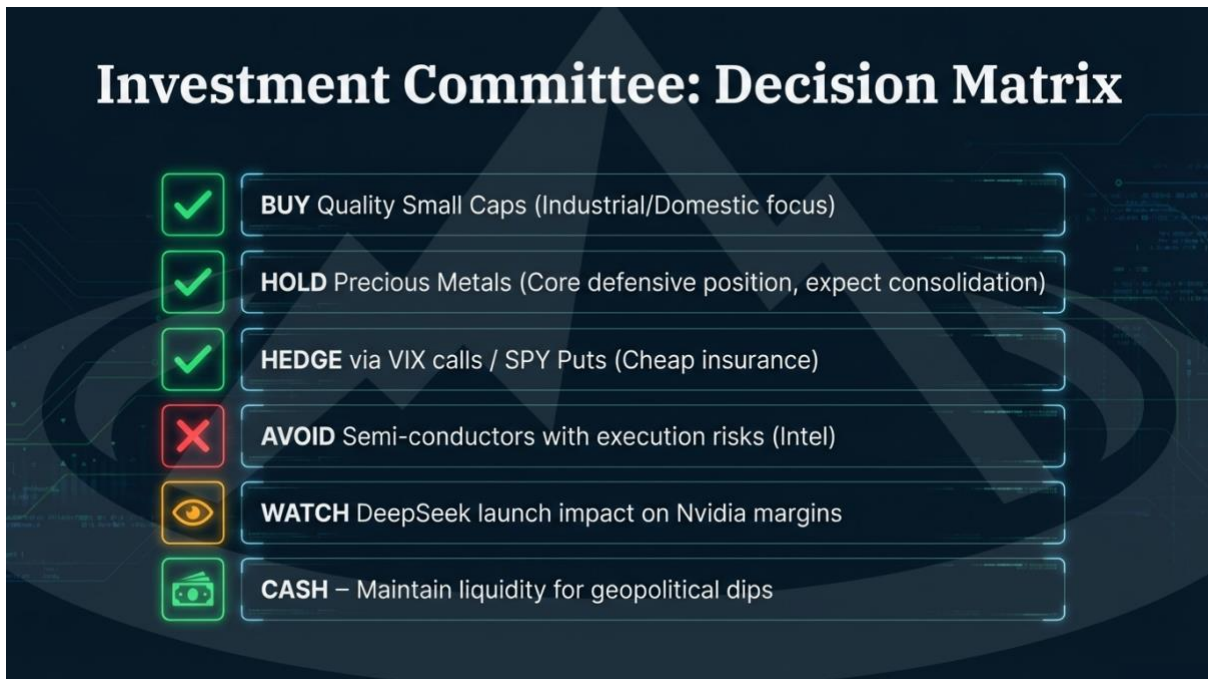 Investment Committee: Decision Matrix
BUY Quality Small Caps (Industrial/Domestic focus)
HOLD Precious Metals (Core defensive position, expect consolidation)
HEDGE via VIX calls / SPY Puts (Cheap insurance)
AVOID Semi-conductors with execution risks (Intel)
WATCH DeepSeek launch impact on Nvidia margins
CASH – Maintain liquidity for geopolitical dips